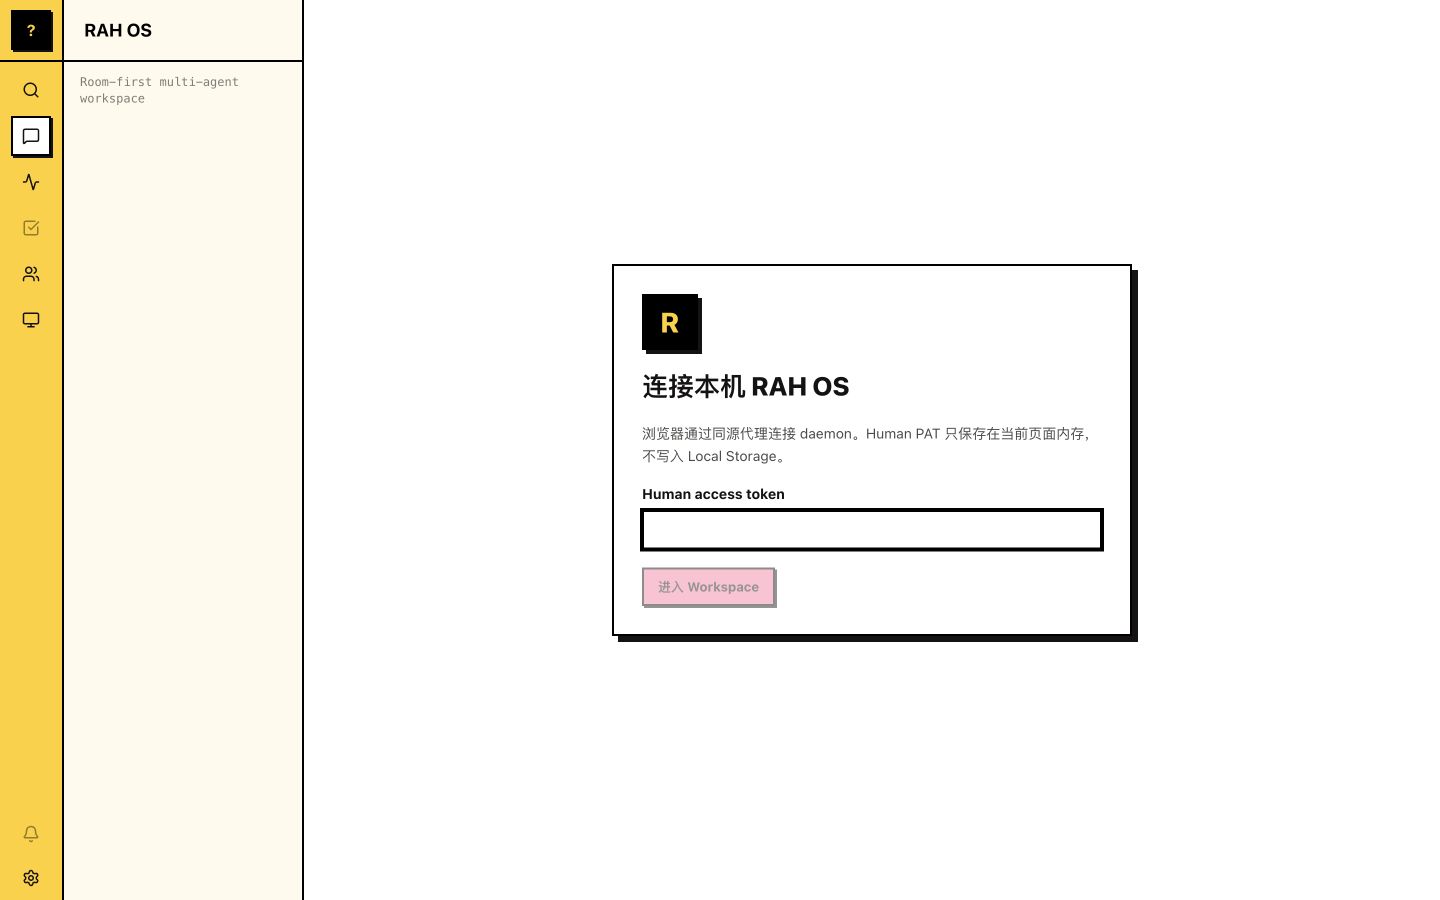 ?
RAH OS
Room-first multi-agent
workspace
R
连接本机 RAH OS
浏览器通过同源代理连接 daemon。Human PAT 只保存在当前页面内存，
不写入 Local Storage。
Human access token
进入 Workspace